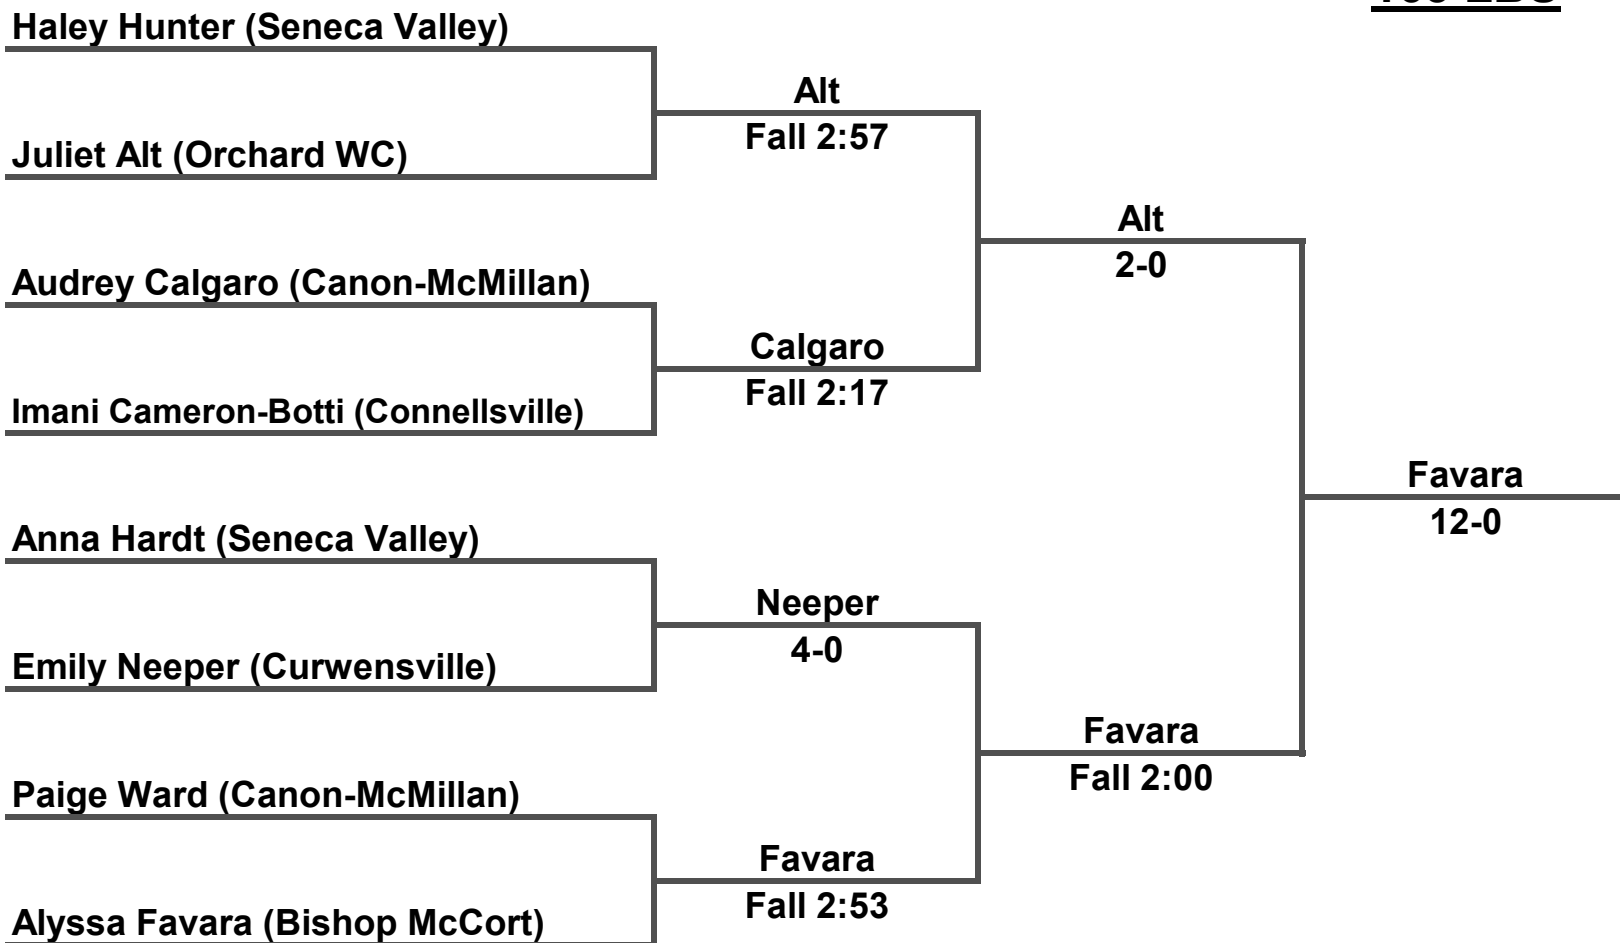 Haley Hunter (Seneca Valley)
Alt
Fall 2:57
Juliet Alt (Orchard WC)
Alt
2-0
Audrey Calgaro (Canon-McMillan)
Calgaro
Fall 2:17
Imani Cameron-Botti (Connellsville)
Favara
12-0
Anna Hardt (Seneca Valley)
Neeper
4-0
Emily Neeper (Curwensville)
Favara
Fall 2:00
Paige Ward (Canon-McMillan)
Favara
Fall 2:53
Alyssa Favara (Bishop McCort)